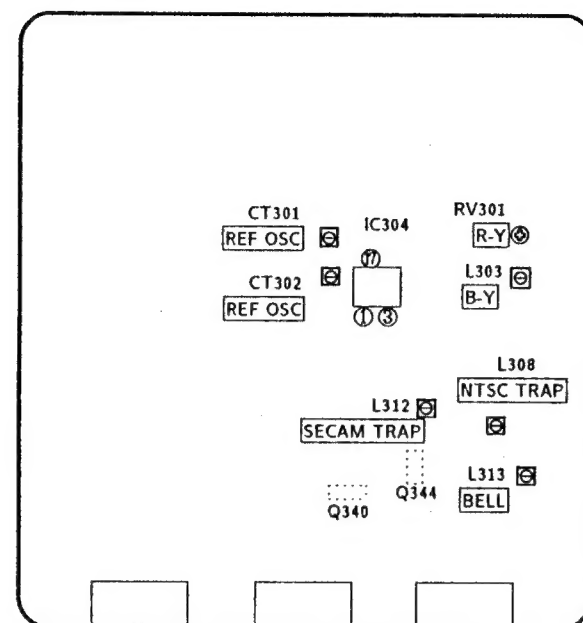 CT301
REF OSC
IC304
17
CT302
REF OSC
1 3
RV301
R-Y
L303
B-Y
L308
NTSC TRAP
L312
SECAM TRAP
Q344
Q340
L313
BELL